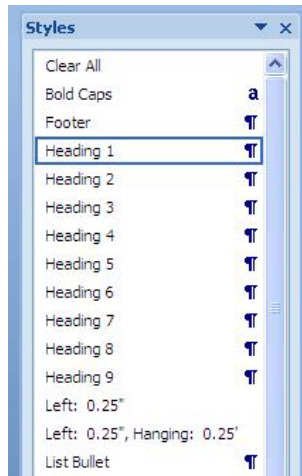 Styles
Clear All
Bold Caps a
Footer ¶
Heading 1 ¶
Heading 2 ¶
Heading 3 ¶
Heading 4 ¶
Heading 5 ¶
Heading 6 ¶
Heading 7 ¶
Heading 8 ¶
Heading 9 ¶
Left: 0.25"
Left: 0.25", Hanging: 0.25"
List Bullet ¶